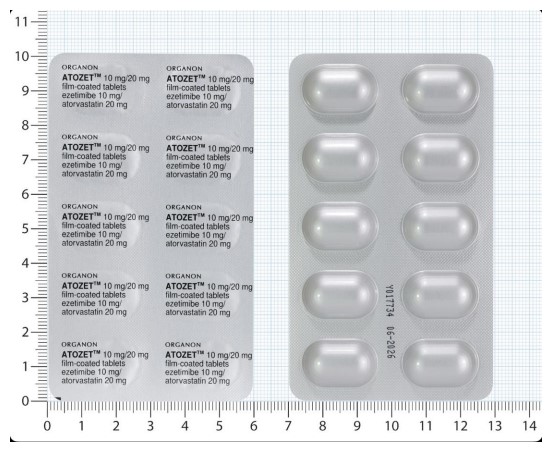 11
10
9
8
7
6
5
4
3
2
1
0
ORGANON
ATOZET™ 10 mg/20 mg
film-coated tablets
ezetimibe 10 mg/
atorvastatin 20 mg
ORGANON
ATOZET™ 10 mg/20 mg
film-coated tablets
ezetimibe 10 mg/
atorvastatin 20 mg
ORGANON
ATOZET™ 10 mg/20 mg
film-coated tablets
ezetimibe 10 mg/
atorvastatin 20 mg
ORGANON
ATOZET™ 10 mg/20 mg
film-coated tablets
ezetimibe 10 mg/
atorvastatin 20 mg
ORGANON
ATOZET™ 10 mg/20 mg
film-coated tablets
ezetimibe 10 mg/
atorvastatin 20 mg
ORGANON
ATOZET™ 10 mg/20 mg
film-coated tablets
ezetimibe 10 mg/
atorvastatin 20 mg
ORGANON
ATOZET™ 10 mg/20 mg
film-coated tablets
ezetimibe 10 mg/
atorvastatin 20 mg
ORGANON
ATOZET™ 10 mg/20 mg
film-coated tablets
ezetimibe 10 mg/
atorvastatin 20 mg
ORGANON
ATOZET™ 10 mg/20 mg
film-coated tablets
ezetimibe 10 mg/
atorvastatin 20 mg
ORGANON
ATOZET™ 10 mg/20 mg
film-coated tablets
ezetimibe 10 mg/
atorvastatin 20 mg
Y017734 06-2026
0 1 2 3 4 5 6 7 8 9 10 11 12 13 14